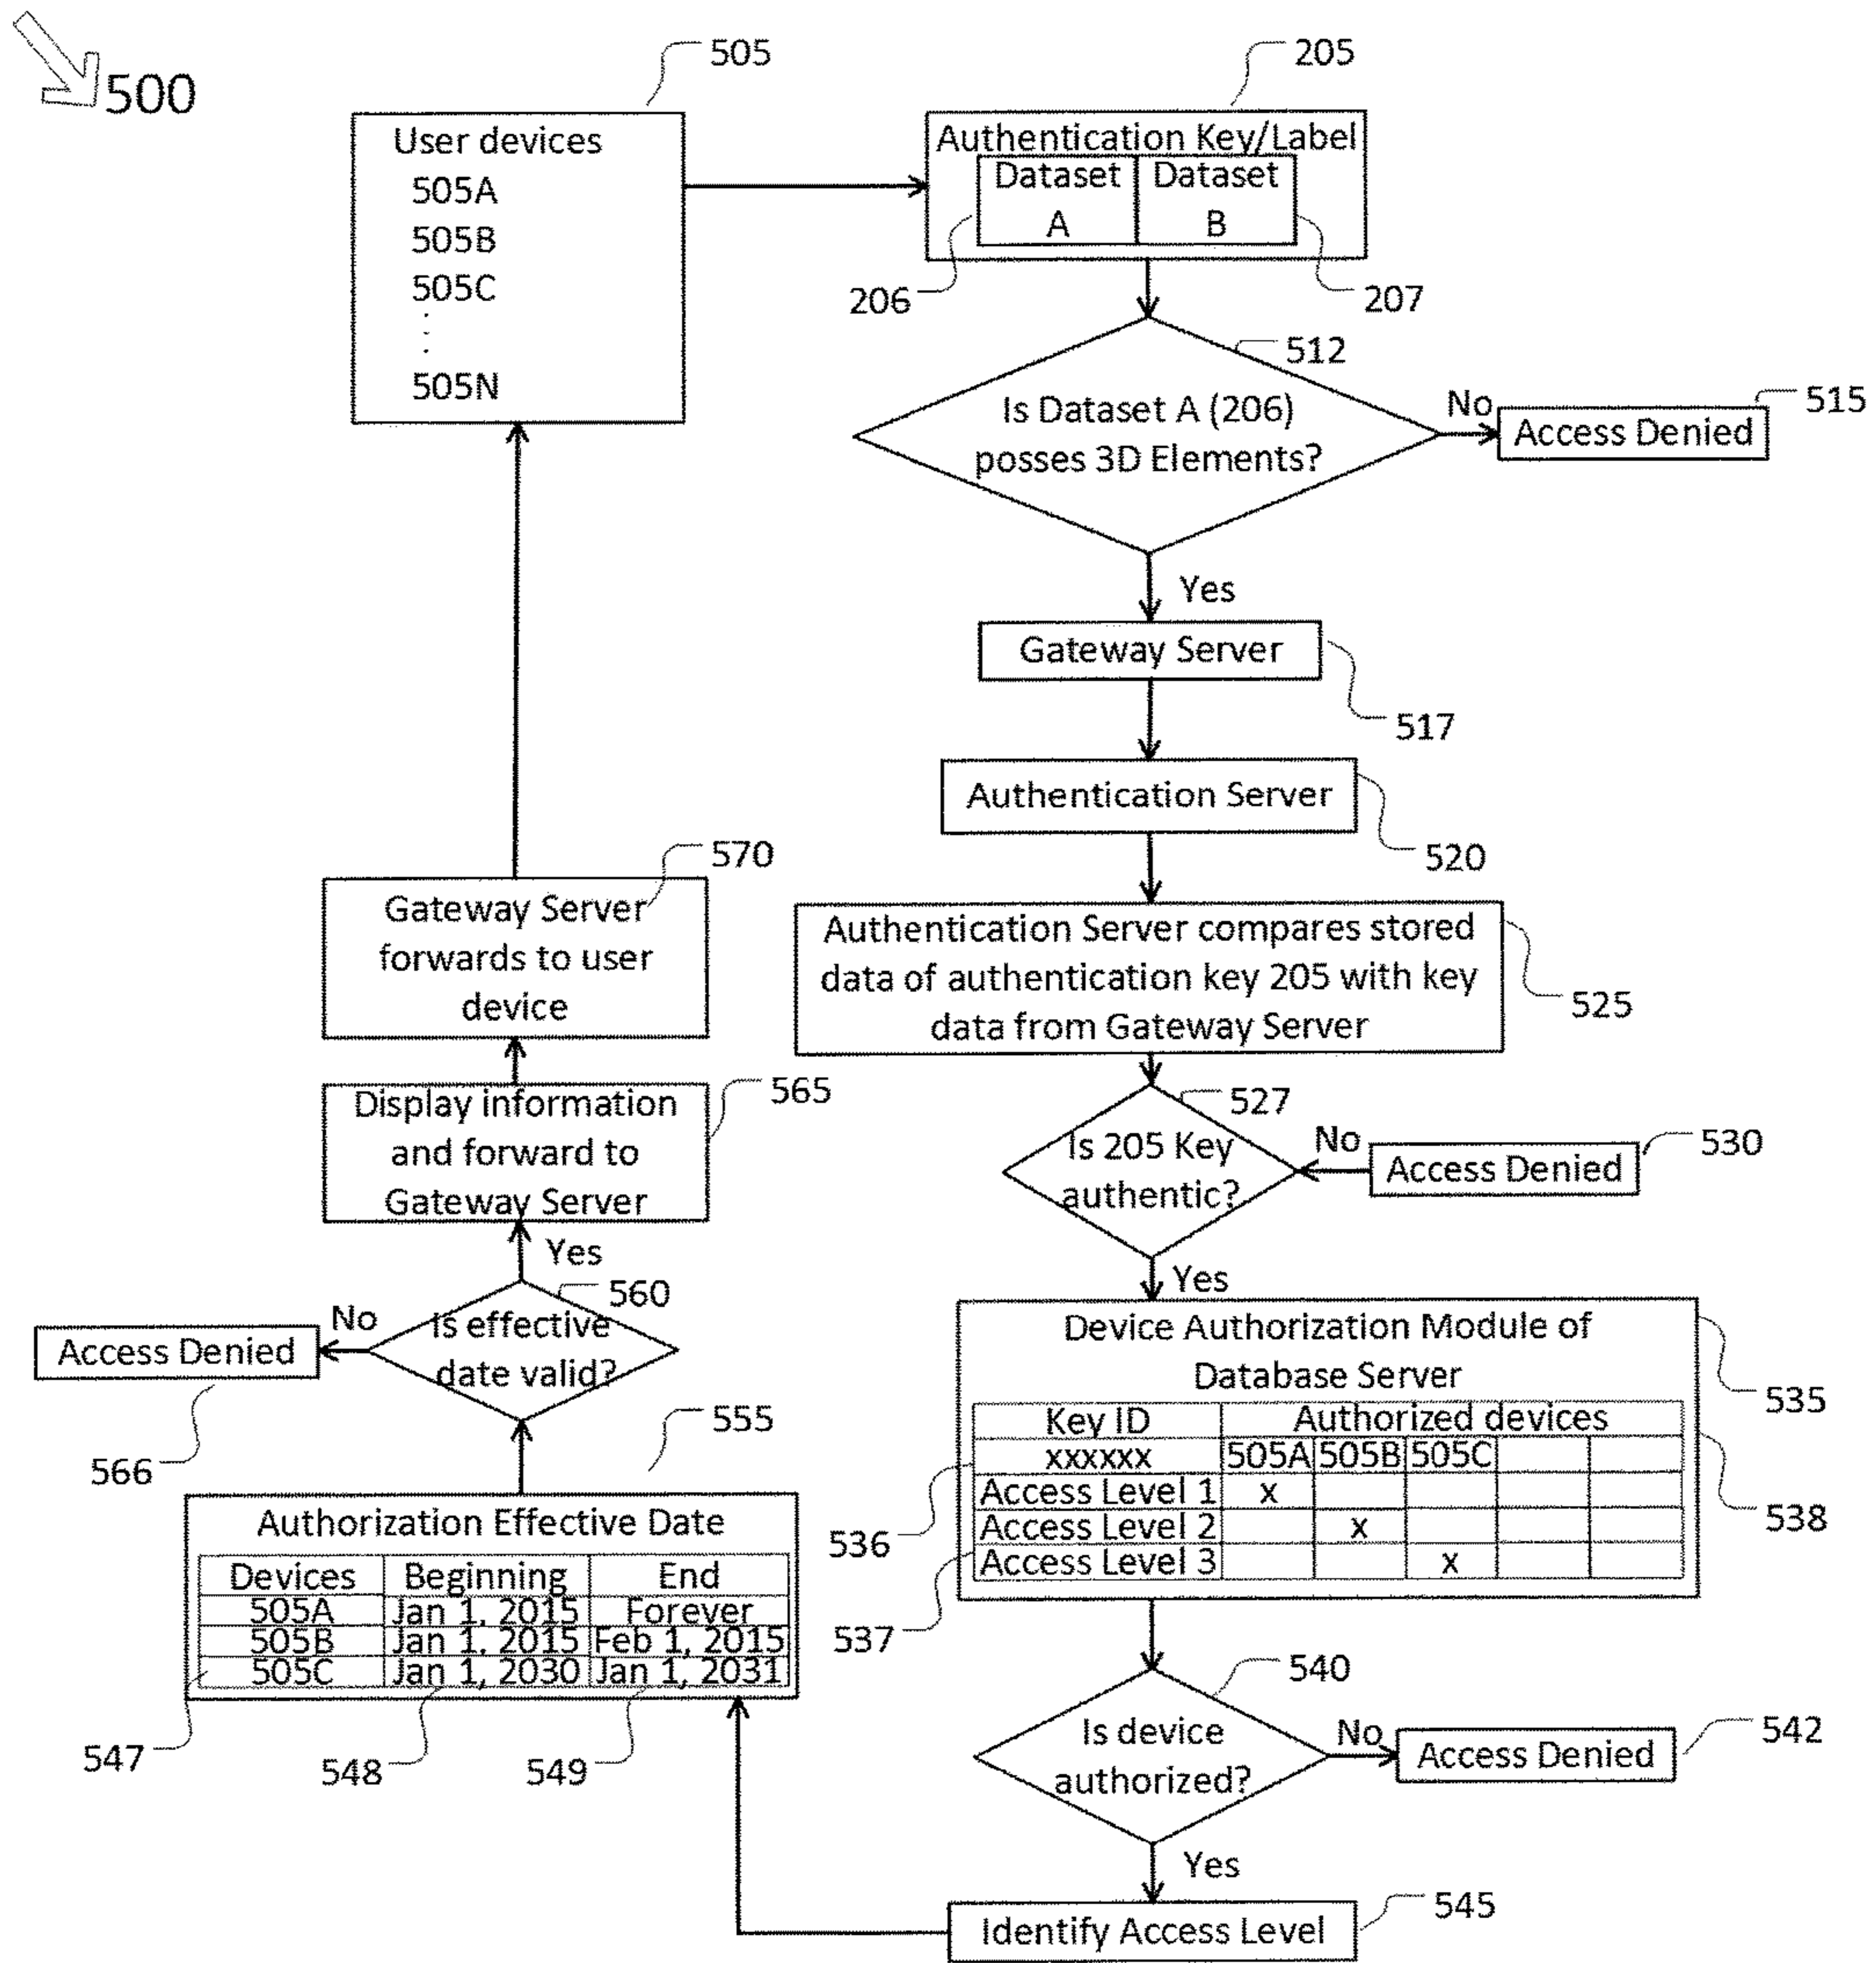 500
505
User devices
505A
505B
505C
.
.
.
505N
205
Authentication Key/Label
Dataset A
Dataset B
206
207
512
Is Dataset A (206)
posses 3D Elements?
No
515
Access Denied
Yes
Gateway Server
517
Authentication Server
520
Authentication Server compares stored
data of authentication key 205 with key
data from Gateway Server
525
527
Is 205 Key
authentic?
No
530
Access Denied
Yes
Device Authorization Module of
Database Server
535
Key ID Authorized devices
xxxxxx 505A 505B 505C
Access Level 1 x
Access Level 2 x
Access Level 3 x
536
537
538
540
Is device
authorized?
No
542
Access Denied
Yes
Identify Access Level
545
555
Authorization Effective Date
Devices Beginning End
505A Jan 1, 2015 Forever
505B Jan 1, 2015 Feb 1, 2015
505C Jan 1, 2030 Jan 1, 2031
547
548
549
560
Is effective
date valid?
No
Access Denied
566
Yes
565
Display information
and forward to
Gateway Server
570
Gateway Server
forwards to user
device